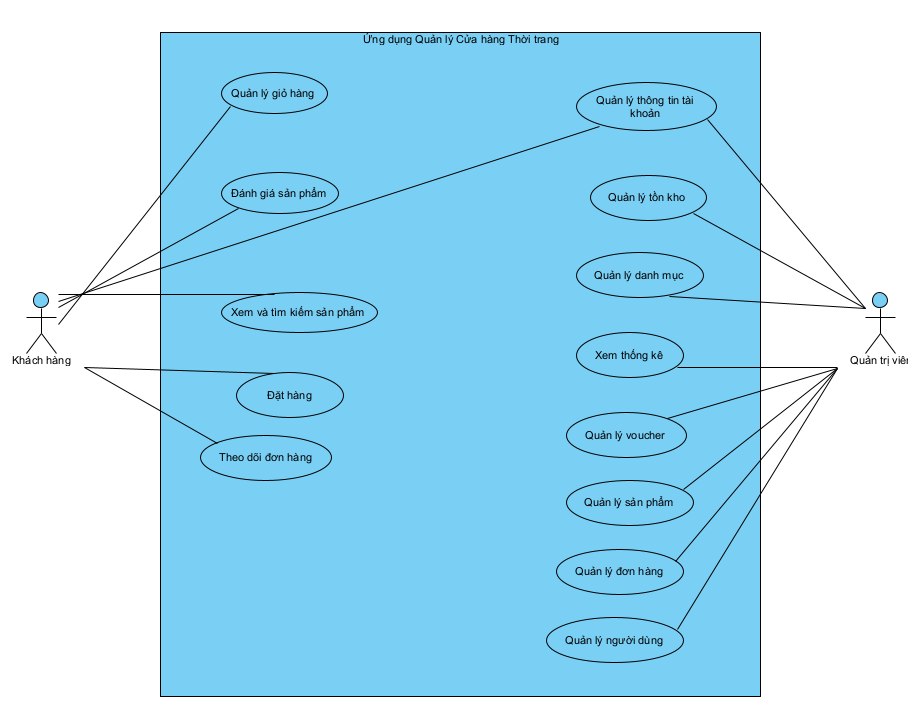 Ứng dụng Quản lý Cửa hàng Thời trang
Quản lý giỏ hàng
Quản lý thông tin tài
khoản
Đánh giá sản phẩm
Quản lý tồn kho
Quản lý danh mục
Xem và tìm kiếm sản phẩm
Khách hàng
Xem thống kê
Quản trị viên
Đặt hàng
Quản lý voucher
Theo dõi đơn hàng
Quản lý sản phẩm
Quản lý đơn hàng
Quản lý người dùng